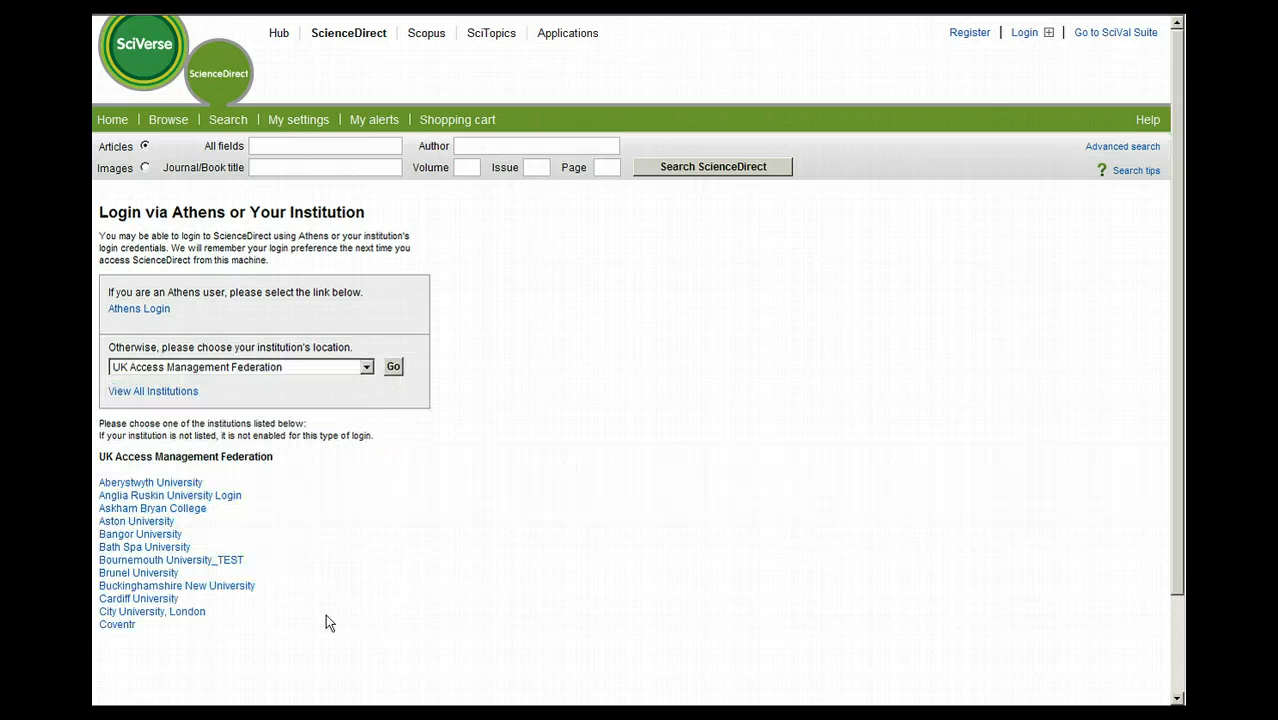 SciVerse
ScienceDirect
Hub ScienceDirect Scopus SciTopics Applications
Register Login Go to SciVal Suite
Home Browse Search My settings My alerts Shopping cart Help
Articles All fields Author Advanced search
Images Journal/Book title Volume Issue Page Search ScienceDirect ? Search tips
Login via Athens or Your Institution
You may be able to login to ScienceDirect using Athens or your institution's
login credentials. We will remember your login preference the next time you
access ScienceDirect from this machine.
If you are an Athens user, please select the link below.
Athens Login
Otherwise, please choose your institution's location.
UK Access Management Federation Go
View All Institutions
Please choose one of the institutions listed below:
If your institution is not listed, it is not enabled for this type of login.
UK Access Management Federation
Aberystwyth University
Anglia Ruskin University Login
Askham Bryan College
Aston University
Bangor University
Bath Spa University
Bournemouth University_TEST
Brunel University
Buckinghamshire New University
Cardiff University
City University, London
Coventr